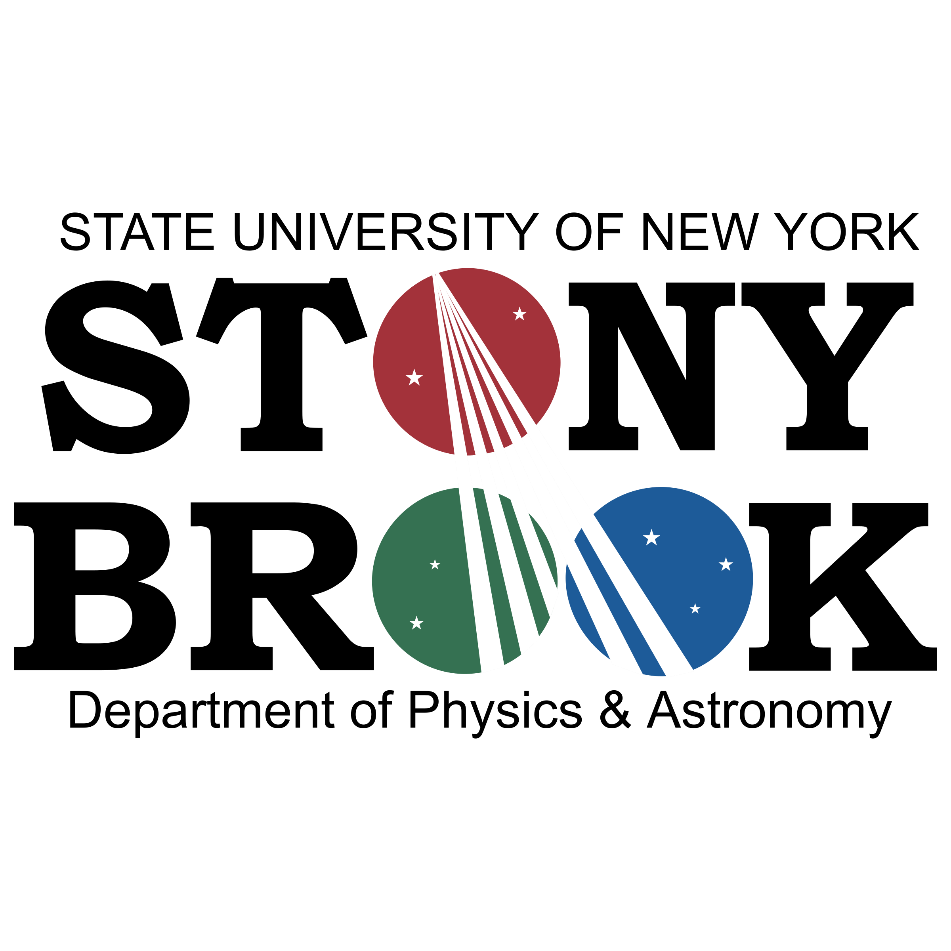 STATE UNIVERSITY OF NEW YORK
STONY
BROOK
Department of Physics & Astronomy